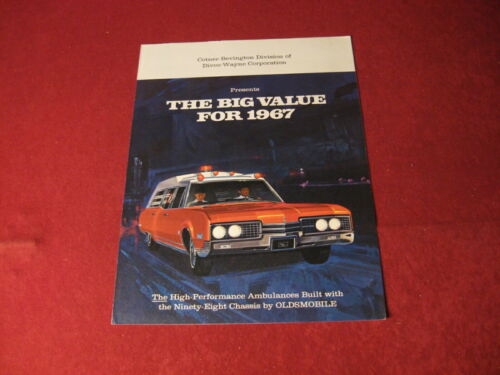 Cotner-Bevington Division of
Divco-Wayne Corporation
Presents
THE BIG VALUE
FOR 1967
The High-Performance Ambulances Built with
the Ninety-Eight Chassis by OLDSMOBILE